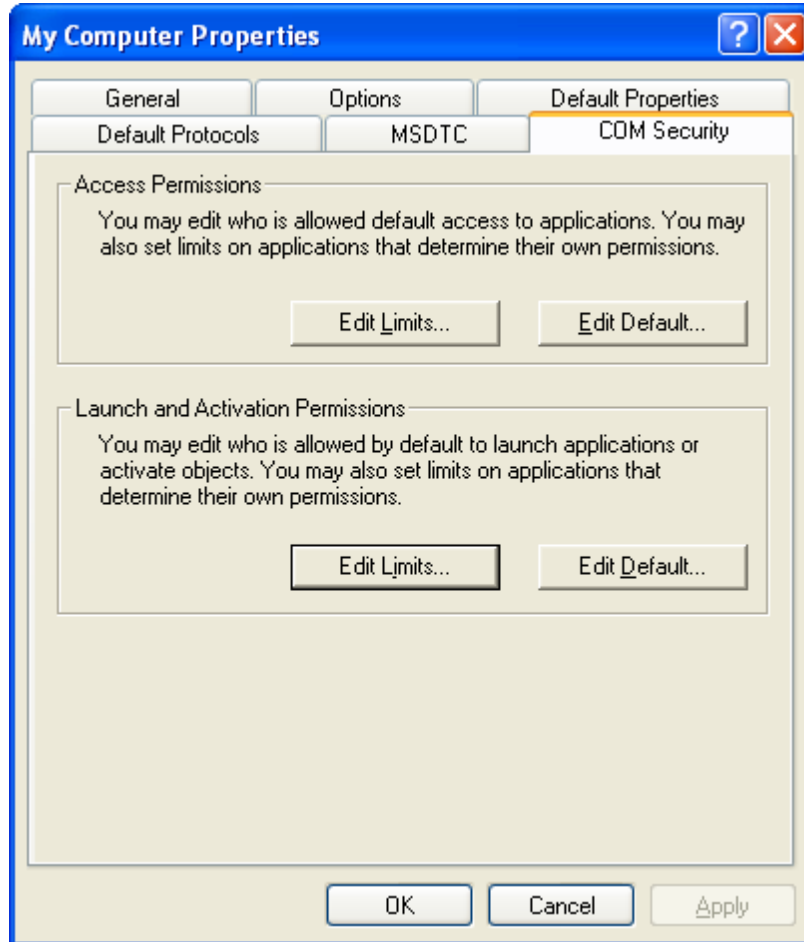 My Computer Properties
General
Options
Default Properties
Default Protocols
MSDTC
COM Security
Access Permissions
You may edit who is allowed default access to applications. You may
also set limits on applications that determine their own permissions.
Edit Limits...
Edit Default...
Launch and Activation Permissions
You may edit who is allowed by default to launch applications or
activate objects. You may also set limits on applications that
determine their own permissions.
Edit Limits...
Edit Default...
OK
Cancel
Apply